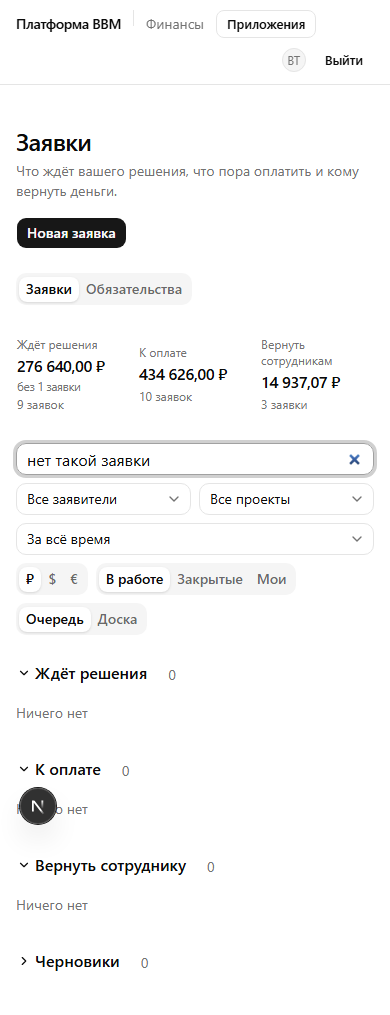 Платформа ВВМ Финансы Приложения
ВТ Выйти
Заявки
Что ждёт вашего решения, что пора оплатить и кому
вернуть деньги.
Новая заявка
Заявки Обязательства
Ждёт решения
276 640,00 ₽
без 1 заявки
9 заявок
К оплате
434 626,00 ₽
10 заявок
Вернуть
сотрудникам
14 937,07 ₽
3 заявки
нет такой заявки
Все заявители Все проекты
За всё время
₽ $ € В работе Закрытые Мои
Очередь Доска
Ждёт решения 0
Ничего нет
К оплате 0
N о нет
Вернуть сотруднику 0
Ничего нет
Черновики 0